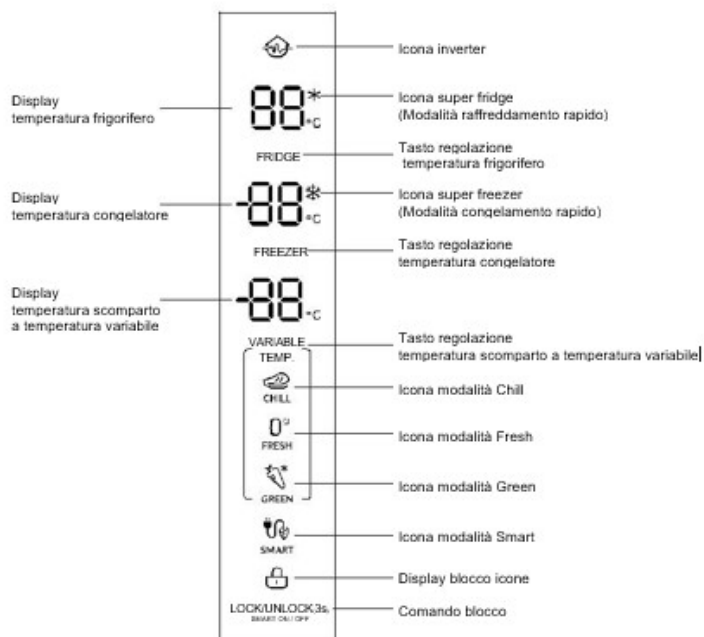 Icona inverter
Display
temperatura frigorifero
88*°C
Icona super fridge
(Modalità raffreddamento rapido)
FRIDGE
Tasto regolazione
temperatura frigorifero
Display
temperatura congelatore
-88°C
Icona super freezer
(Modalità congelamento rapido)
FREEZER
Tasto regolazione
temperatura congelatore
Display
temperatura scomparto
a temperatura variabile
-88°C
VARIABLE
TEMP.
Tasto regolazione
temperatura scomparto a temperatura variabile
CHILL
Icona modalità Chill
0°
FRESH
Icona modalità Fresh
GREEN
Icona modalità Green
SMART
Icona modalità Smart
Display blocco icone
LOCK/UNLOCK,3s.
SMART ON / OFF
Comando blocco